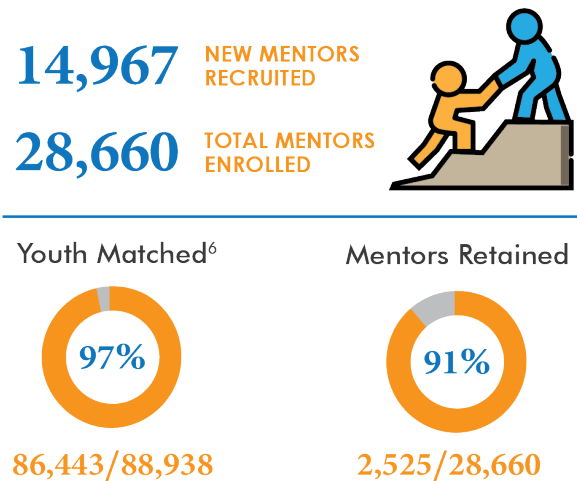 14,967 NEW MENTORS
RECRUITED
28,660 TOTAL MENTORS
ENROLLED
Youth Matched⁶
97%
86,443/88,938
Mentors Retained
91%
2,525/28,660